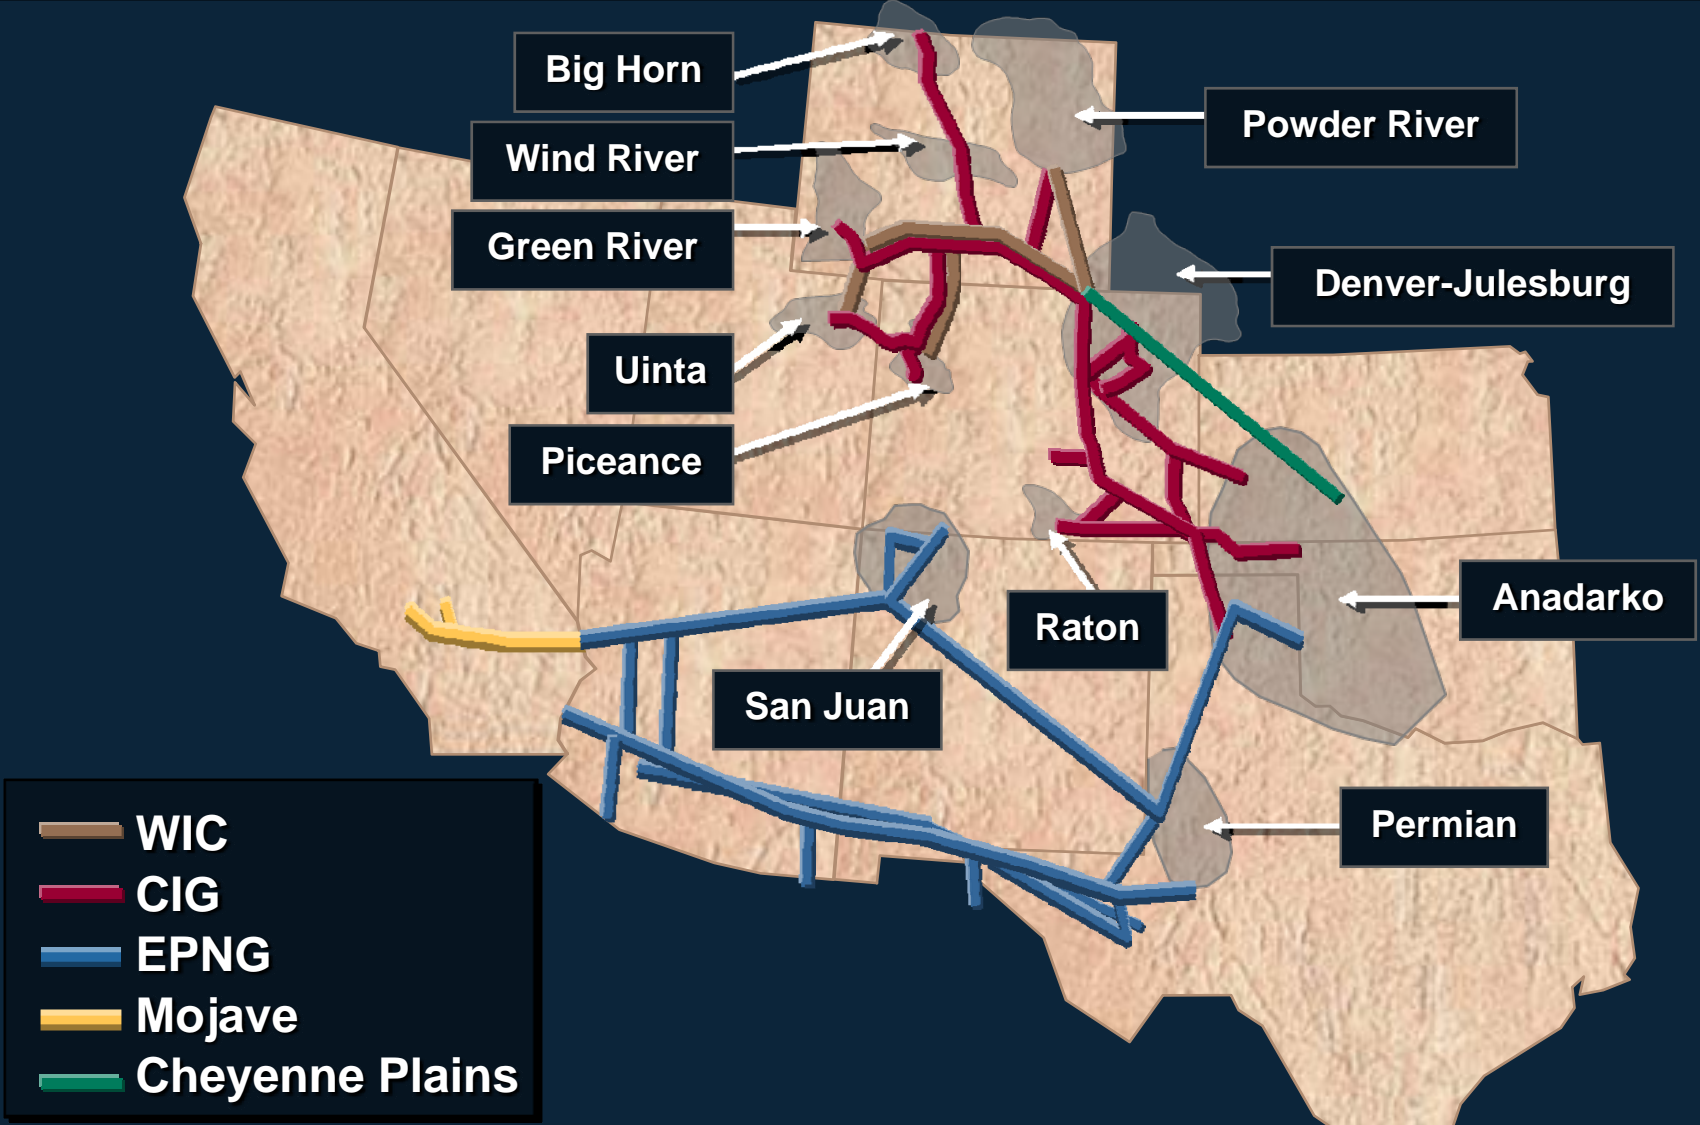 Big Horn
Powder River
Wind River
Green River
Denver-Julesburg
Uinta
Piceance
Anadarko
Raton
San Juan
Permian
WIC
CIG
EPNG
Mojave
Cheyenne Plains